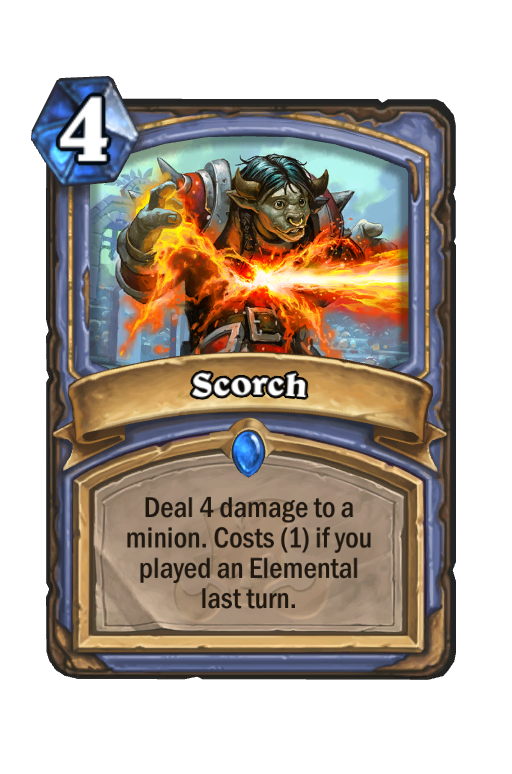 4
Scorch
Deal 4 damage to a
minion. Costs (1) if you
played an Elemental
last turn.